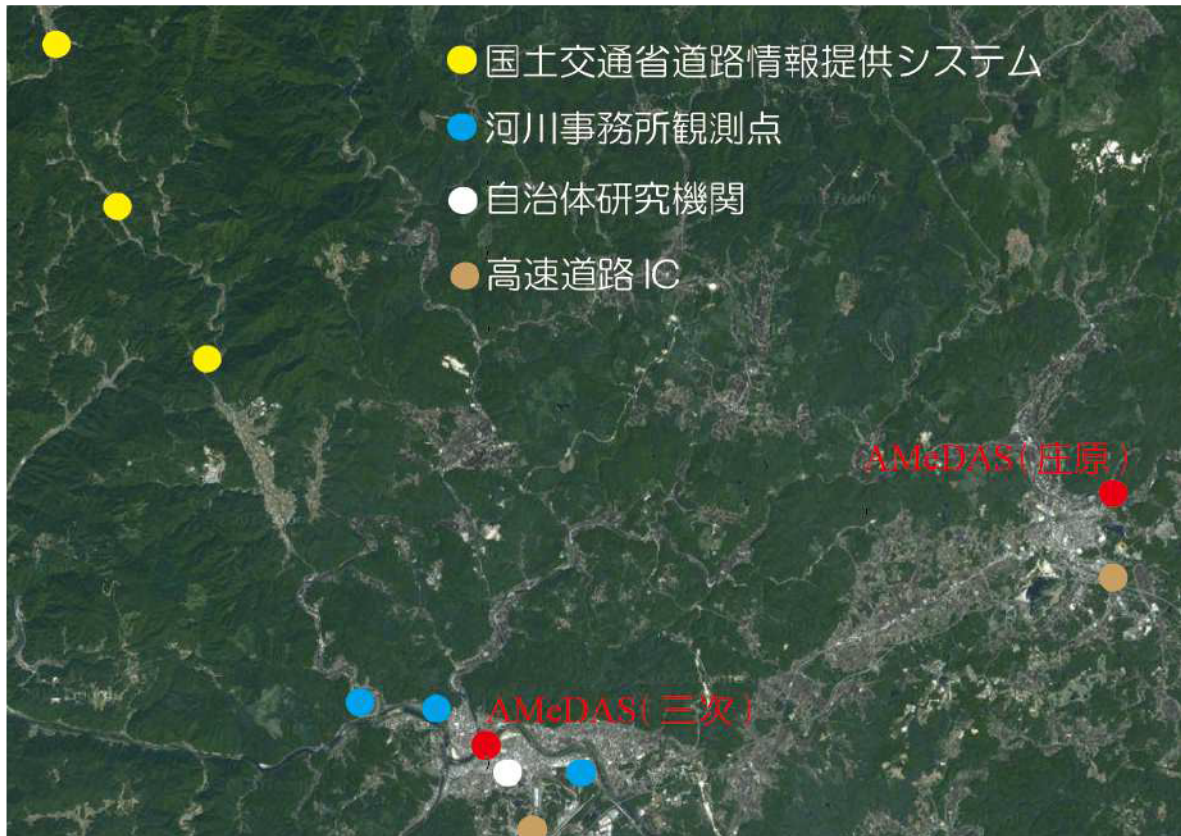 国土交通省道路情報提供システム
河川事務所観測点
自治体研究機関
高速道路 IC
AMeDAS(庄原)
AMeDAS(三次)